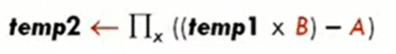 temp2 ← ∏ₓ ((temp1 x B) – A)